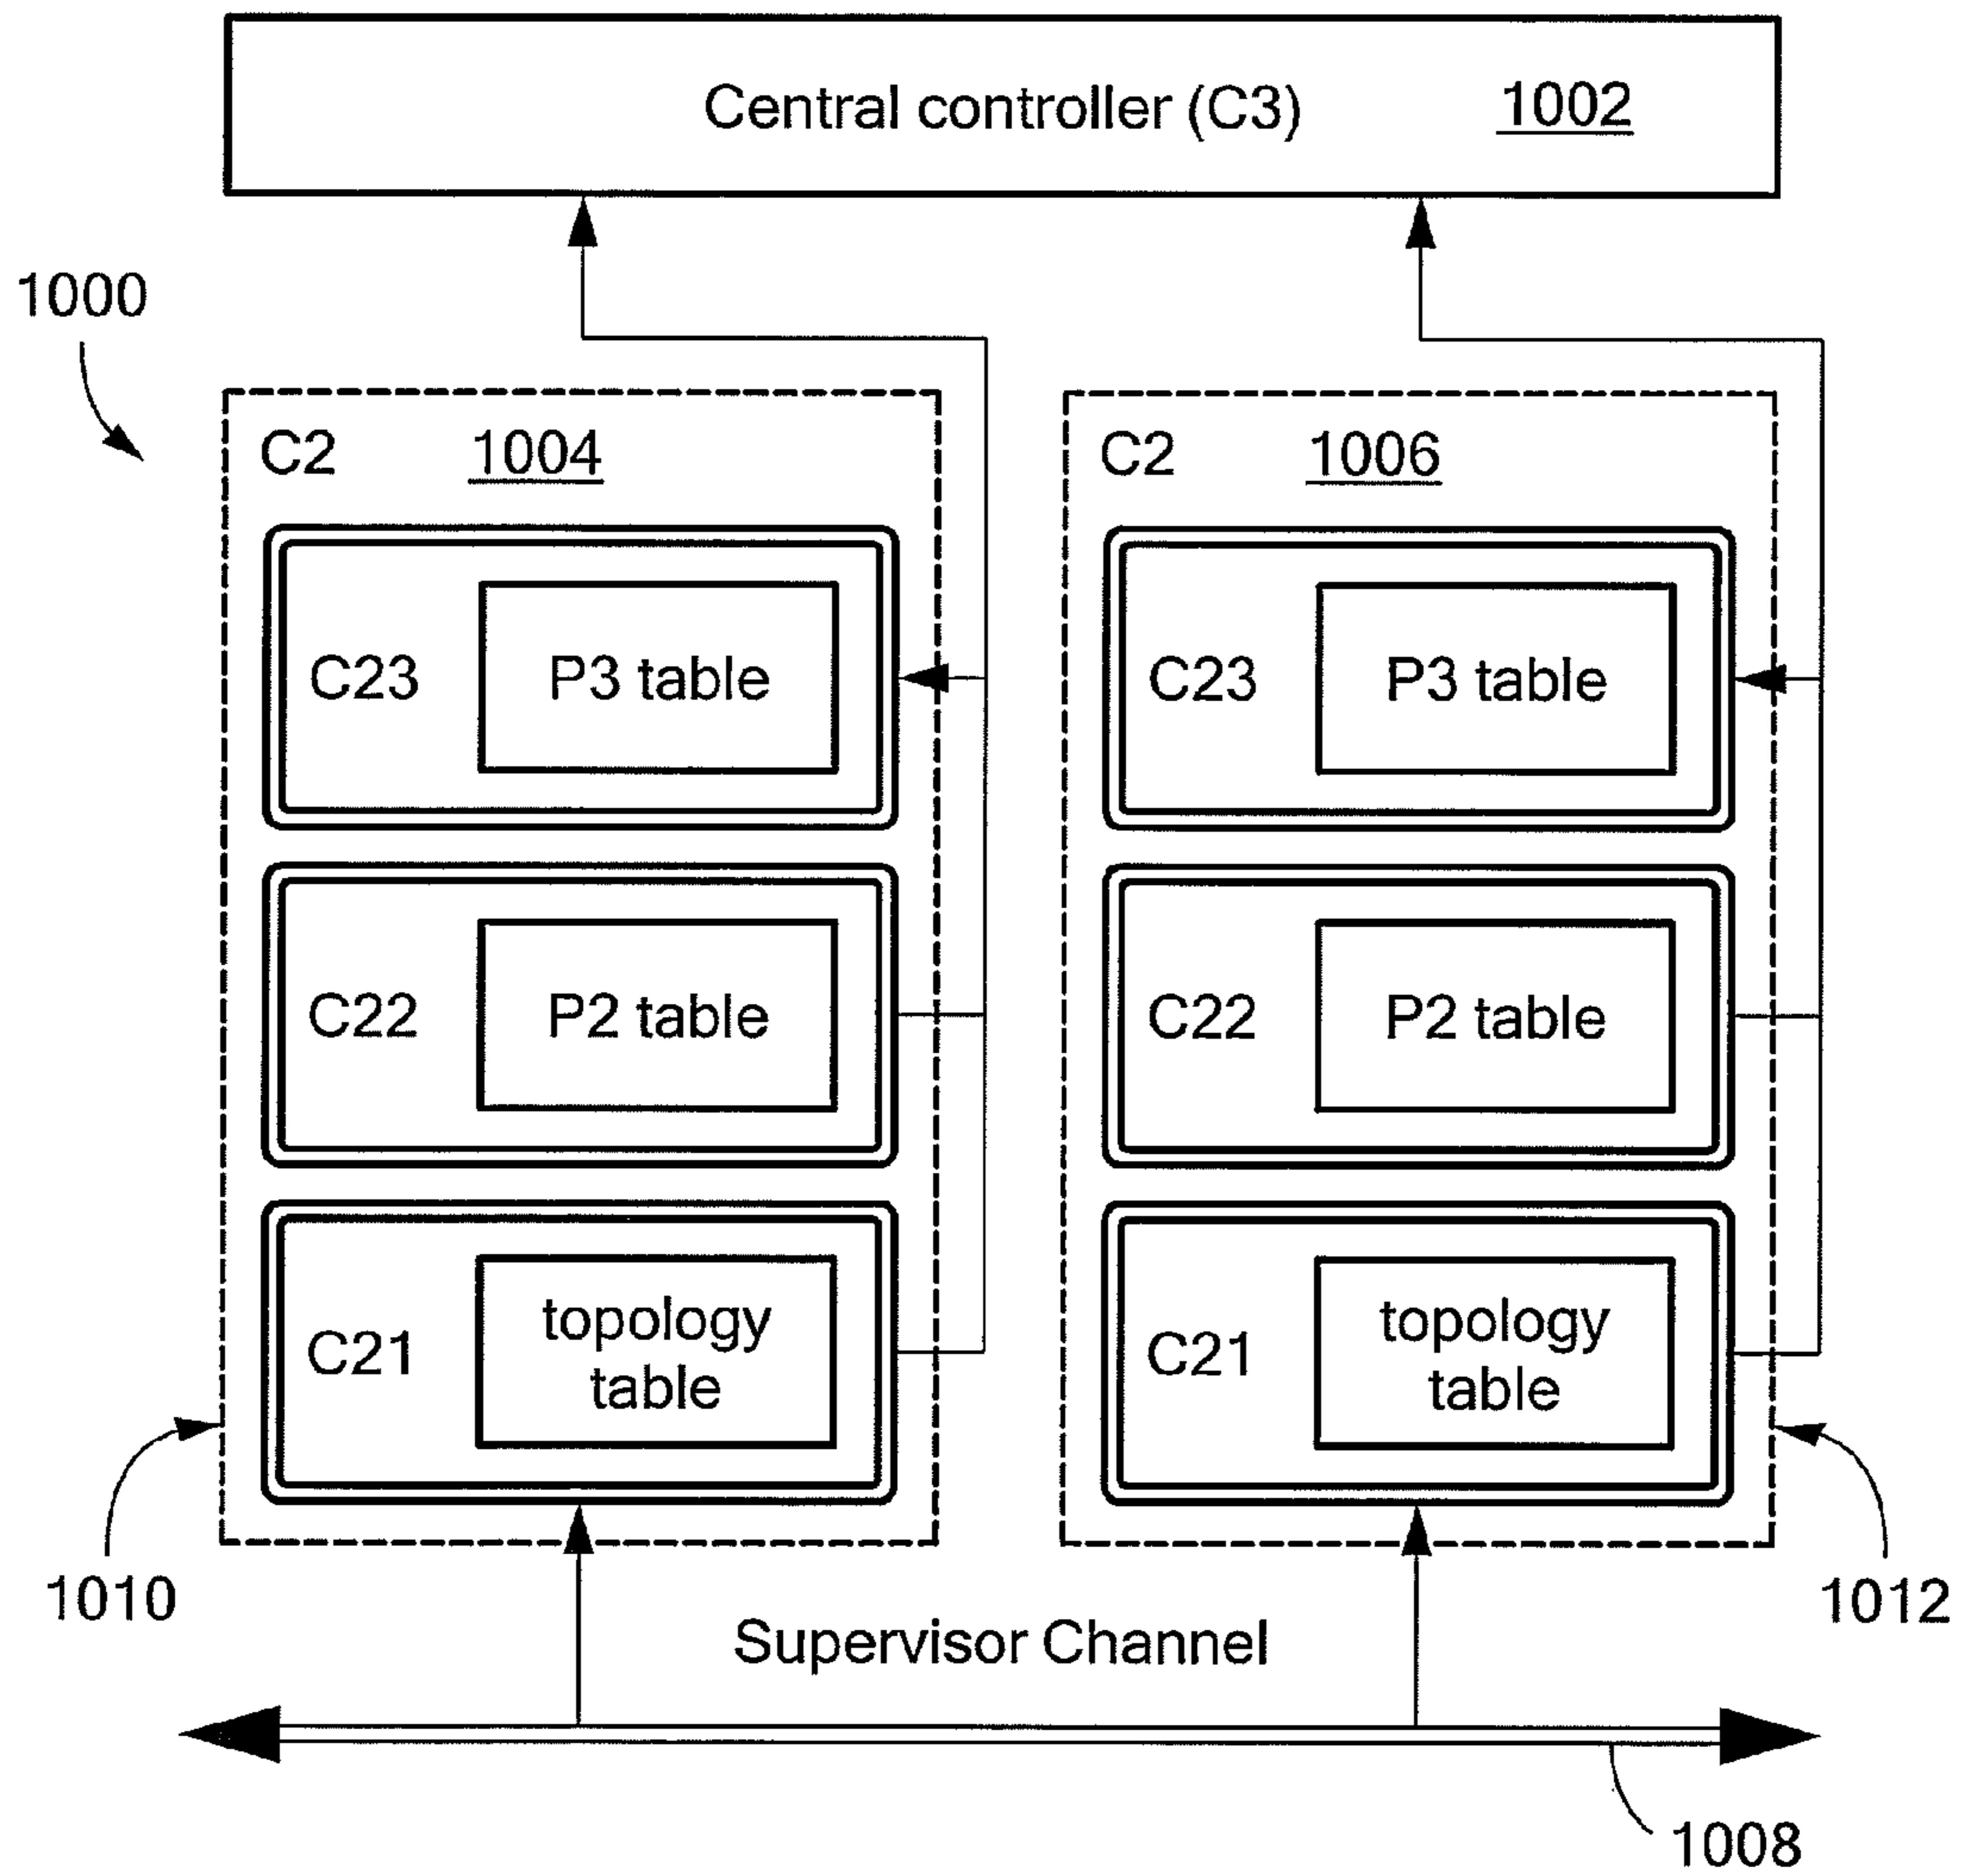 Central controller (C3) 1002
1000
C2 1004
C2 1006
C23 P3 table
C23 P3 table
C22 P2 table
C22 P2 table
C21 topology table
C21 topology table
1010
1012
Supervisor Channel
1008